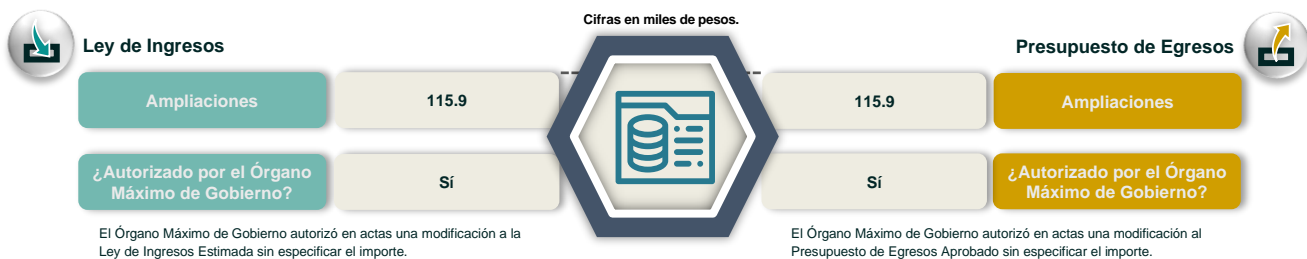 Cifras en miles de pesos.
Ley de Ingresos
Ampliaciones
115.9
¿Autorizado por el Órgano
Máximo de Gobierno?
Sí
El Órgano Máximo de Gobierno autorizó en actas una modificación a la
Ley de Ingresos Estimada sin especificar el importe.
Presupuesto de Egresos
115.9
Ampliaciones
Sí
¿Autorizado por el Órgano
Máximo de Gobierno?
El Órgano Máximo de Gobierno autorizó en actas una modificación al
Presupuesto de Egresos Aprobado sin especificar el importe.